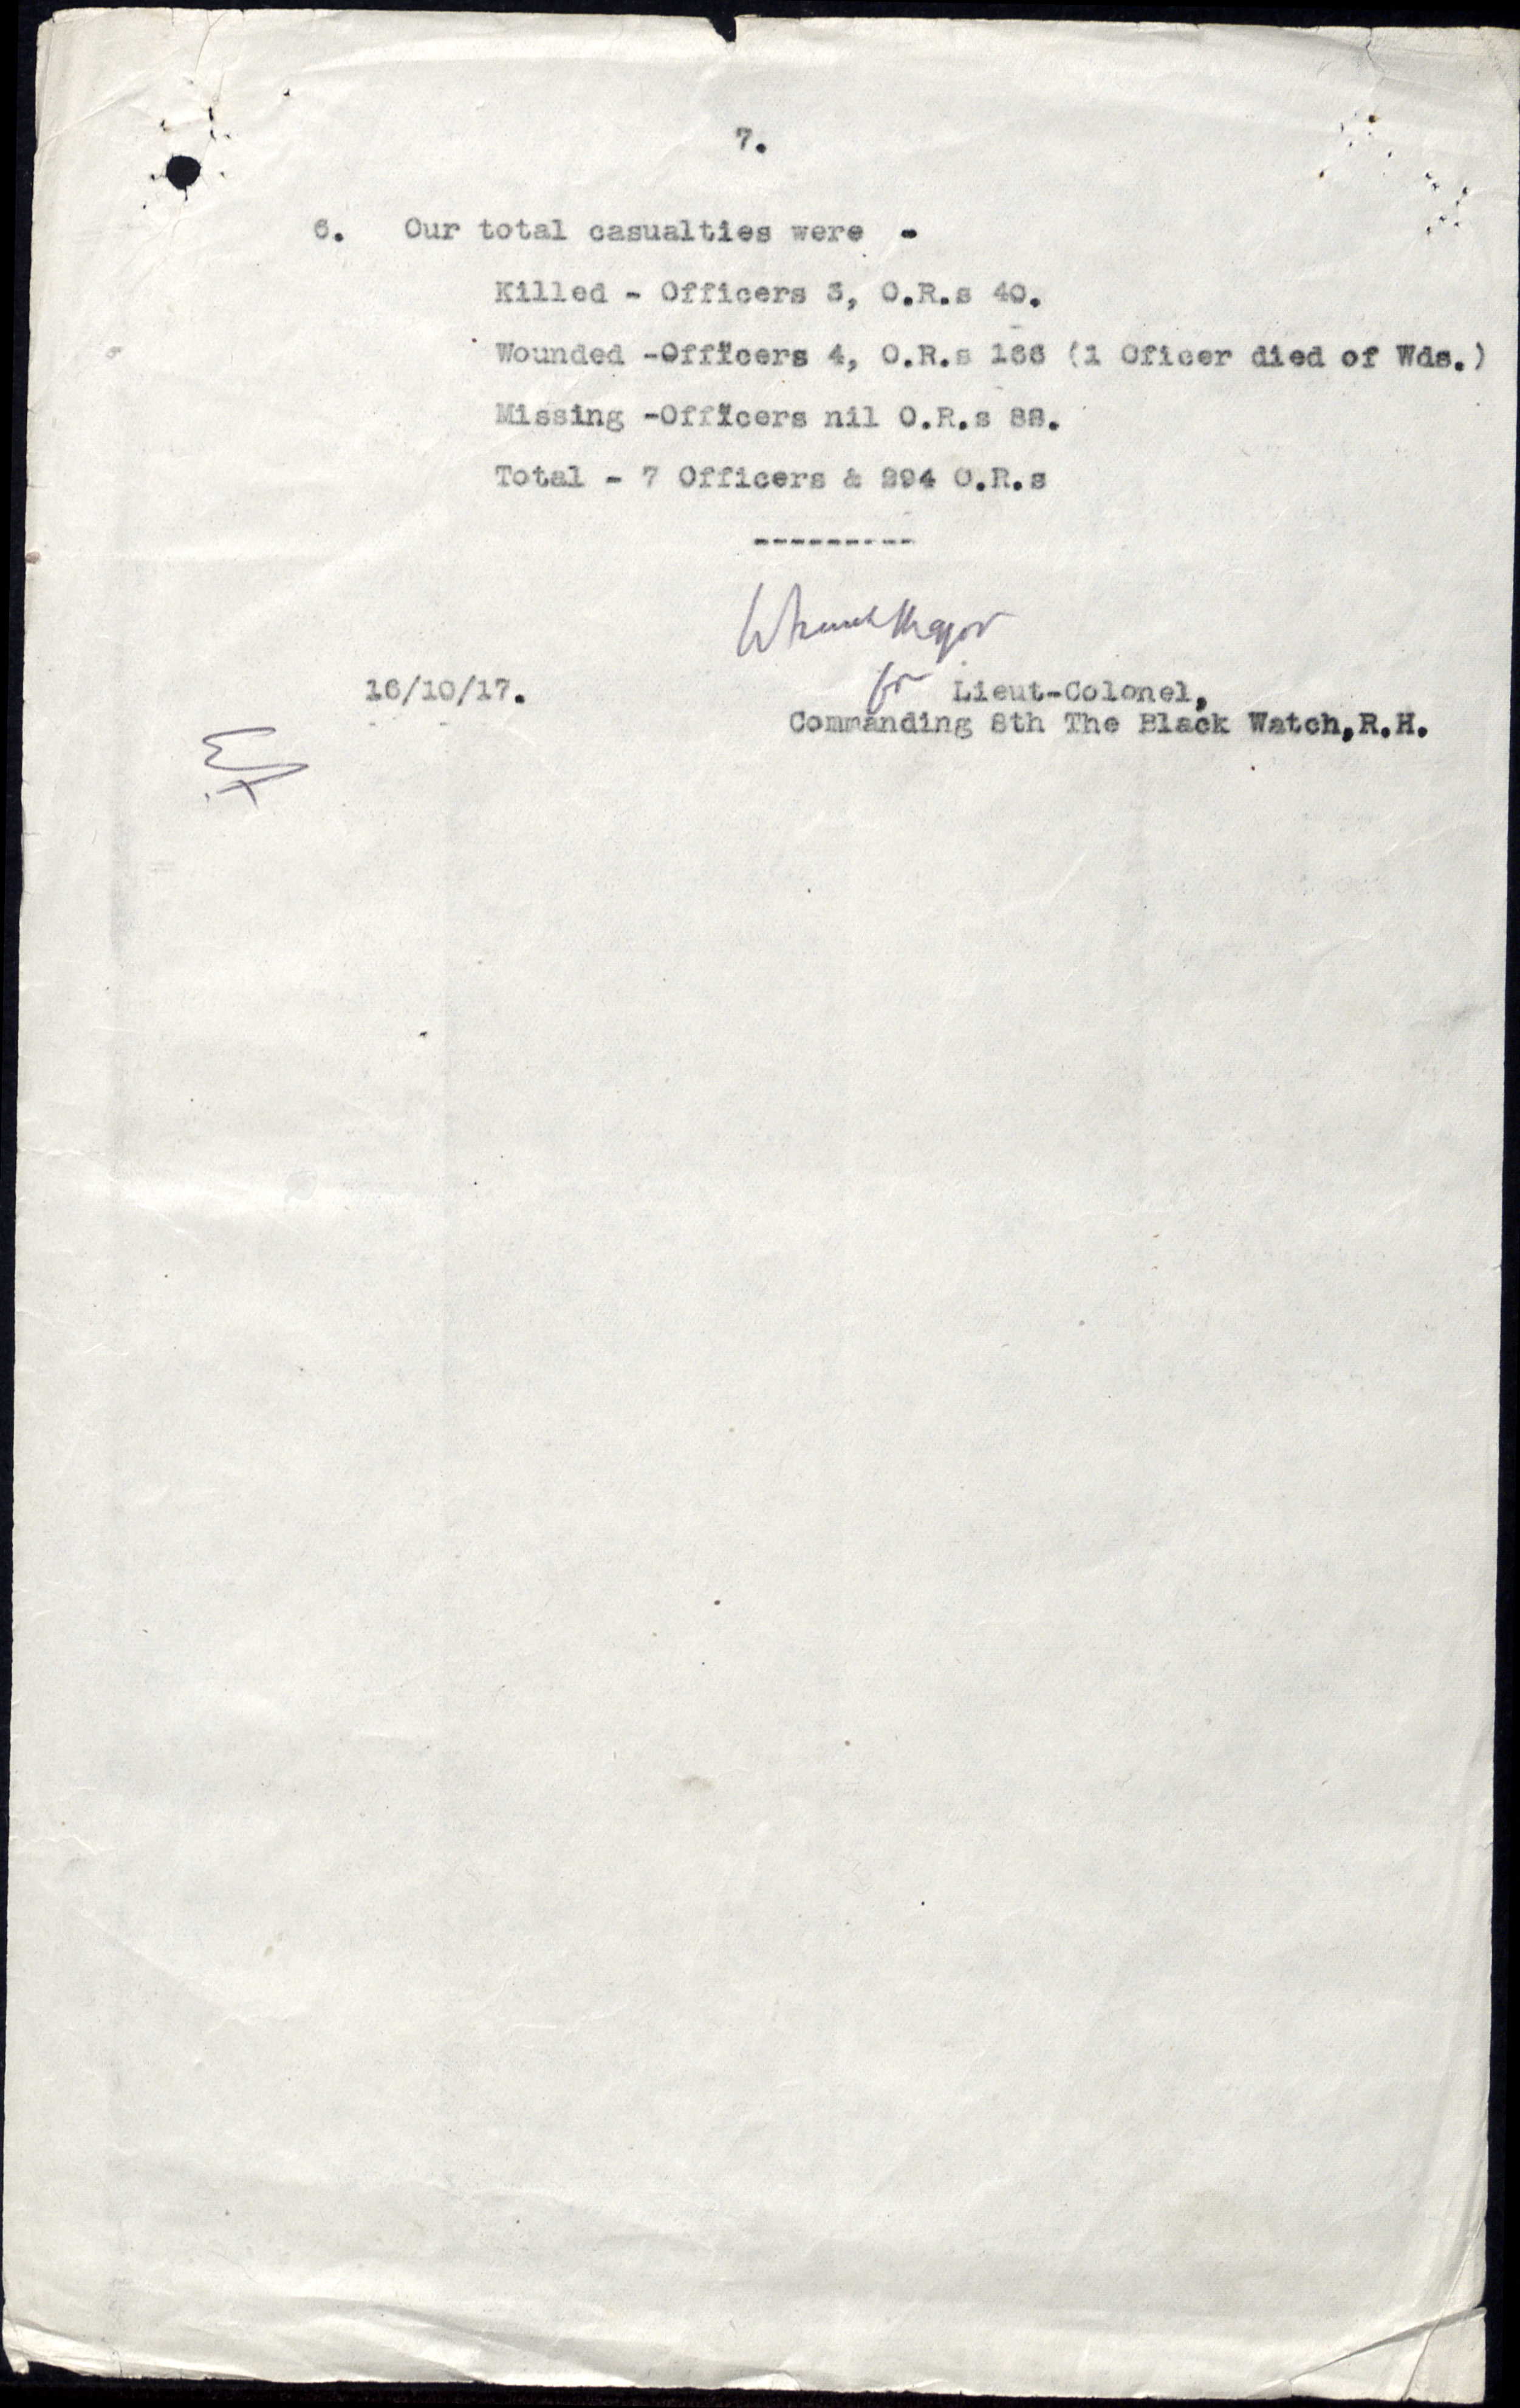 7.
6. Our total casualties were -
Killed - Officers 3, O.R.s 40.
Wounded -Officers 4, O.R.s 166 (1 Oficer died of Wds.)
Missing -Officers nil O.R.s 88.
Total - 7 Officers & 294 O.R.s
---------
Major
for Lieut-Colonel,
16/10/17.
Commanding 8th The Black Watch,R.H.